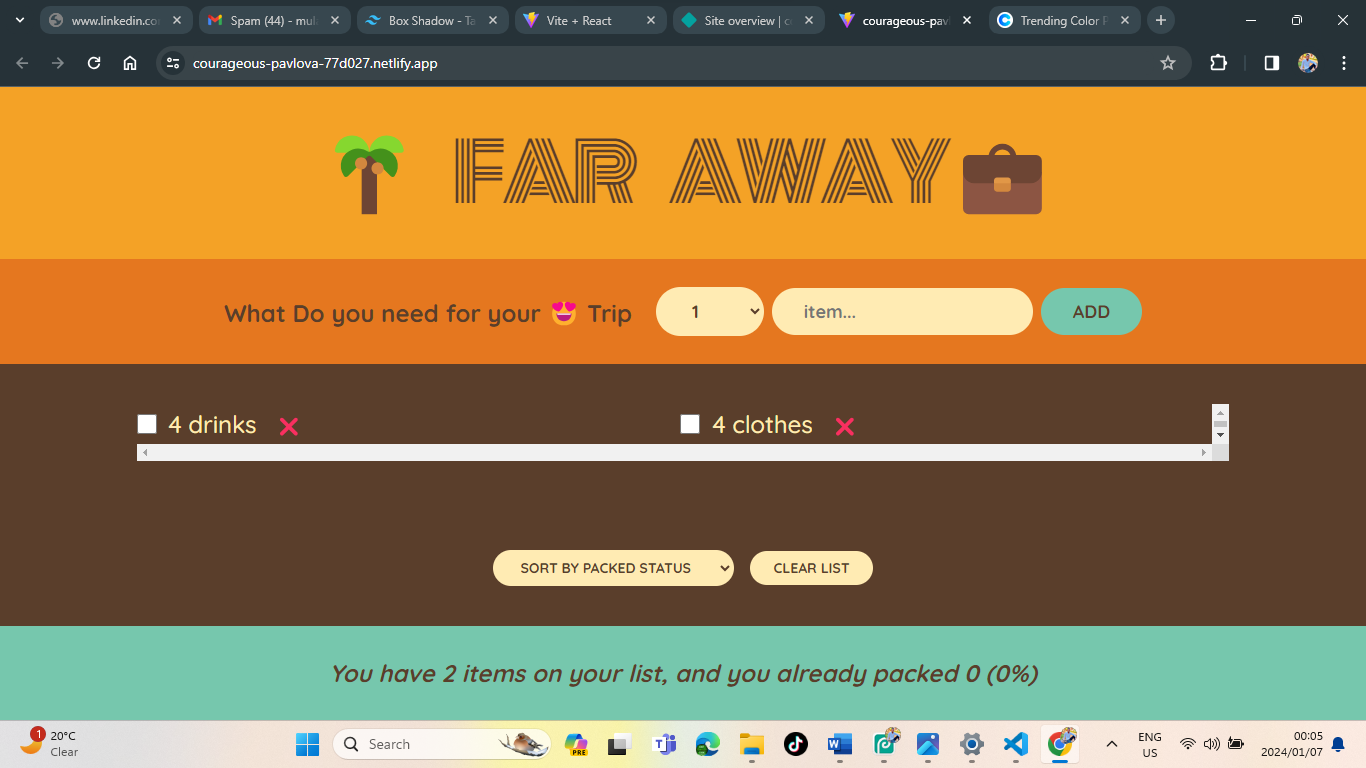 www.linkedin.co
Spam (44) - mul
Box Shadow - Ta
Vite + React
Site overview | c
courageous-pav
Trending Color P
courageous-pavlova-77d027.netlify.app
FAR AWAY
What Do you need for your 😍 Trip
1
item...
ADD
4 drinks
4 clothes
SORT BY PACKED STATUS
CLEAR LIST
You have 2 items on your list, and you already packed 0 (0%)
1
20°C
Clear
Search
PRE
ENG
US
00:05
2024/01/07